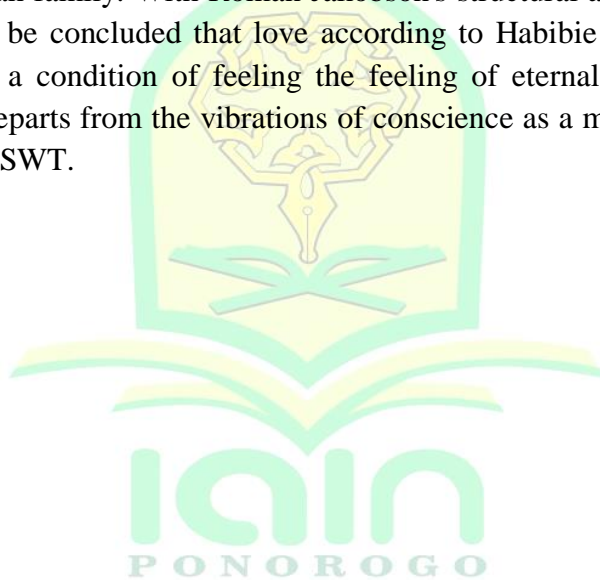 family. With Roman Jakobson's structural
be concluded that love according to Habibie
a condition of feeling the feeling of eternal
eparts from the vibrations of conscience as a m
SWT.
iain
PONOROGO